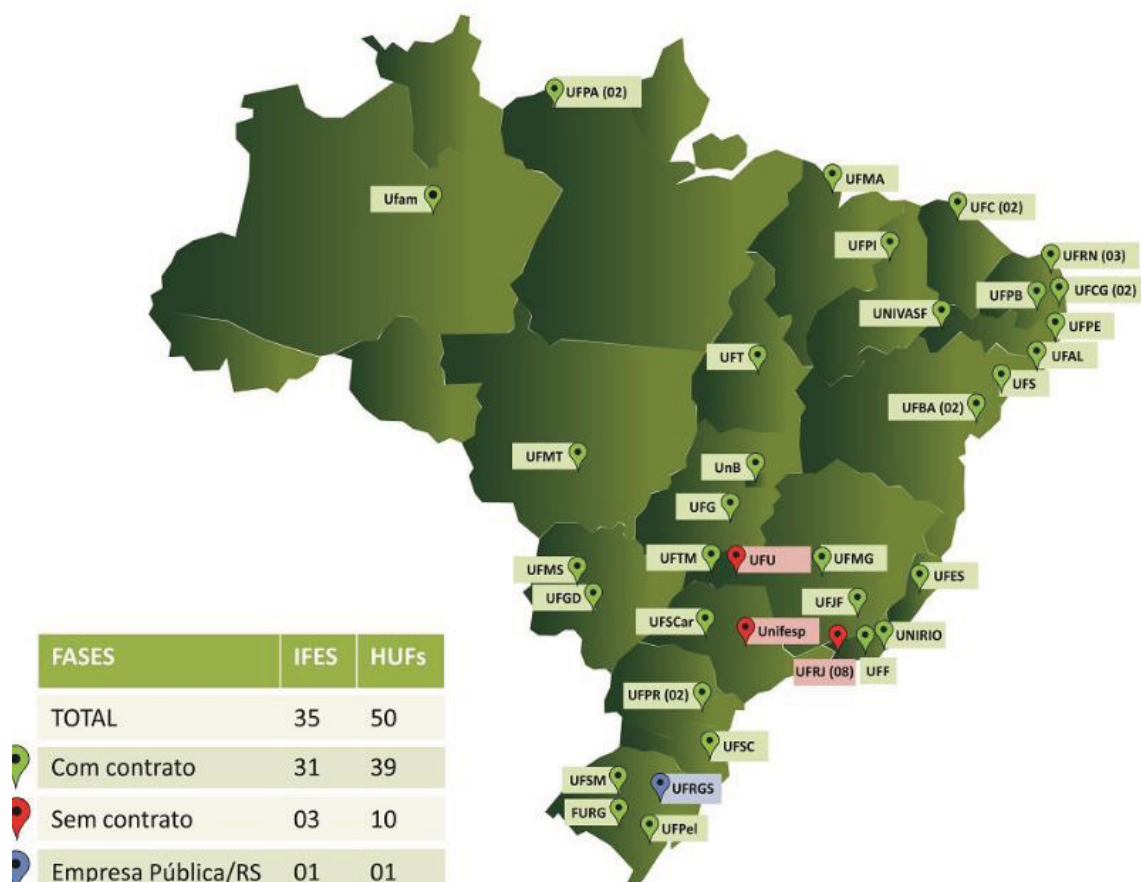 UFPA (02)
UFMA
Ufam
UFC (02)
UFPI
UFRN (03)
UFPB
UFCG (02)
UNIVASF
UFPE
UFT
UFAL
UFS
UFBA (02)
UFMT
UnB
UFG
UFTM
UFU
UFMG
UFMS
UFES
UFGD
UFJF
UFSCar
Unifesp
UNIRIO
UFRJ (08)
UFF
UFPR (02)
UFSC
UFSM
UFRGS
FURG
UFPel
FASES IFES HUFs
TOTAL 35 50
Com contrato 31 39
Sem contrato 03 10
Empresa Pública/RS 01 01